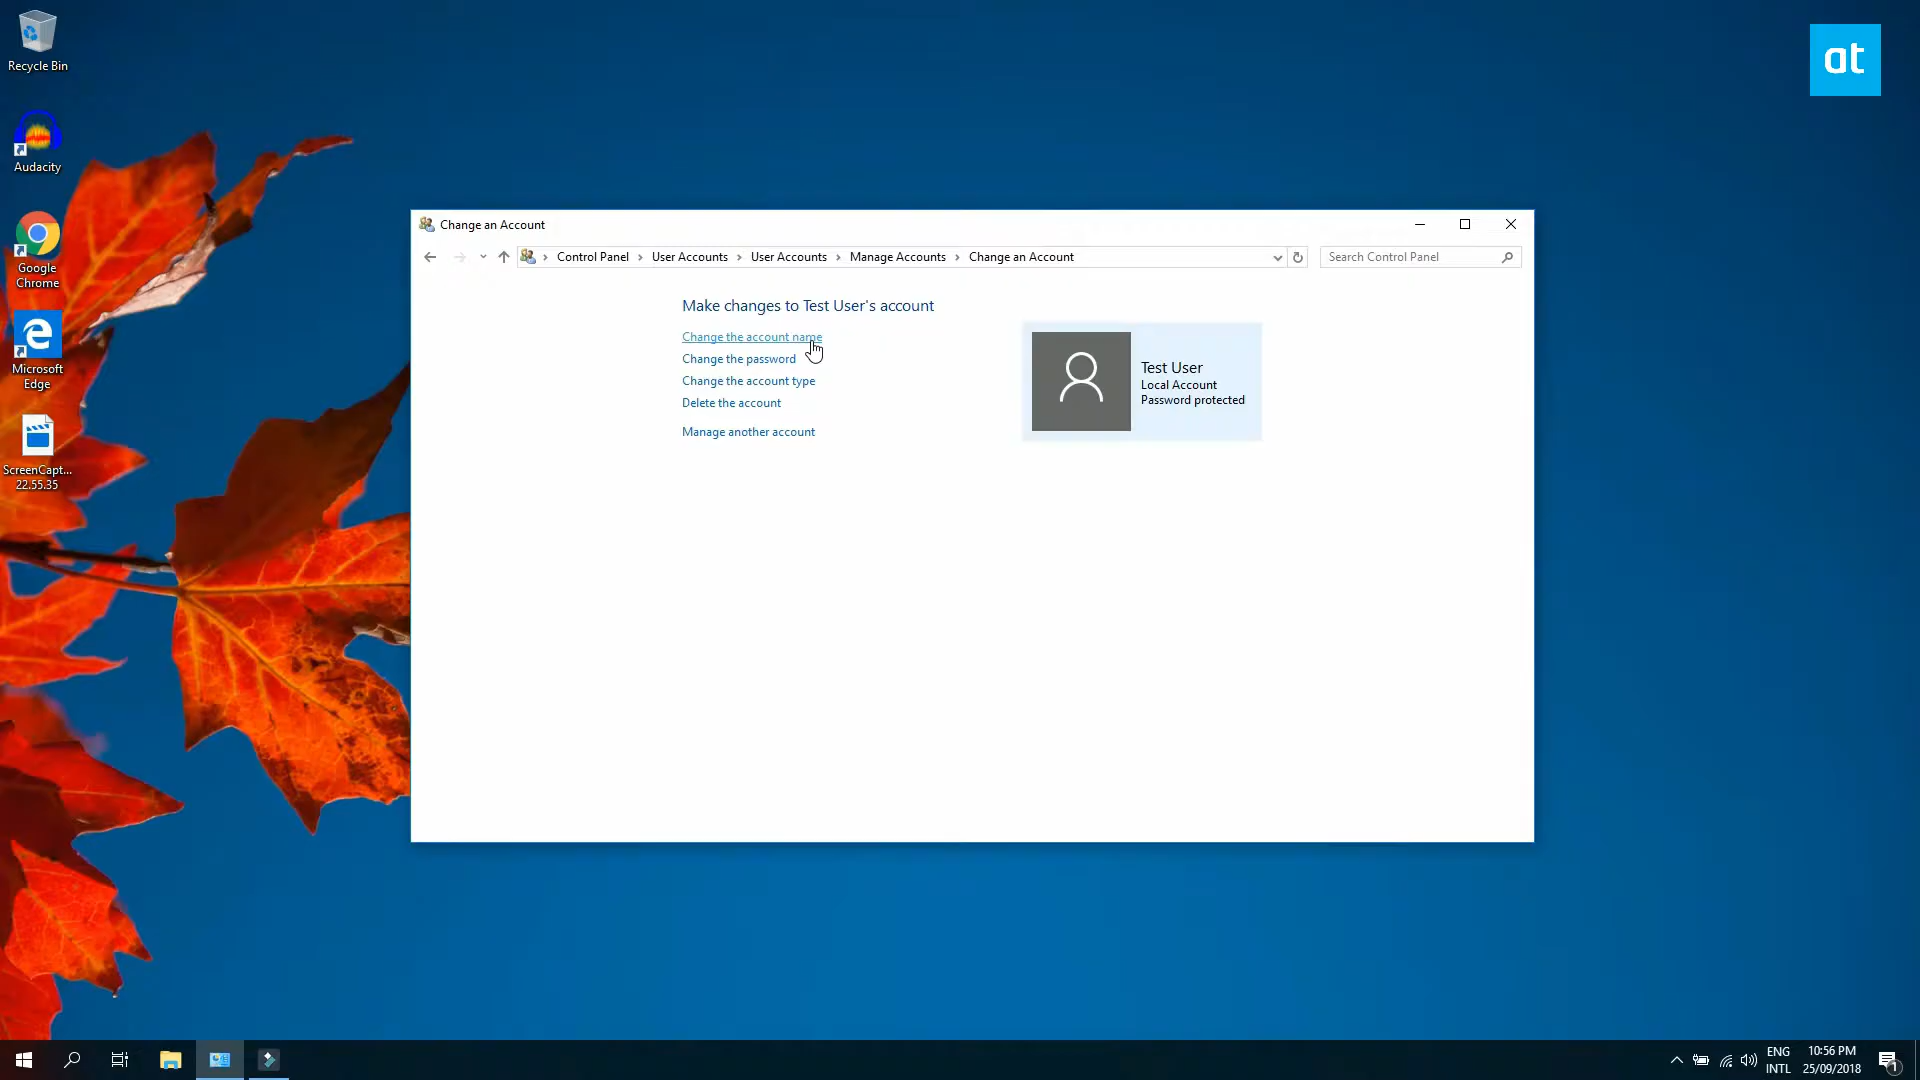 Recycle Bin
Audacity
Google
Chrome
Microsoft
Edge
ScreenCapt...
22.55.35
at
Change an Account
Control Panel
User Accounts
User Accounts
Manage Accounts
Change an Account
Search Control Panel
Make changes to Test User's account
Change the account name
Change the password
Change the account type
Delete the account
Manage another account
Test User
Local Account
Password protected
ENG
INTL
10:56 PM
25/09/2018
1